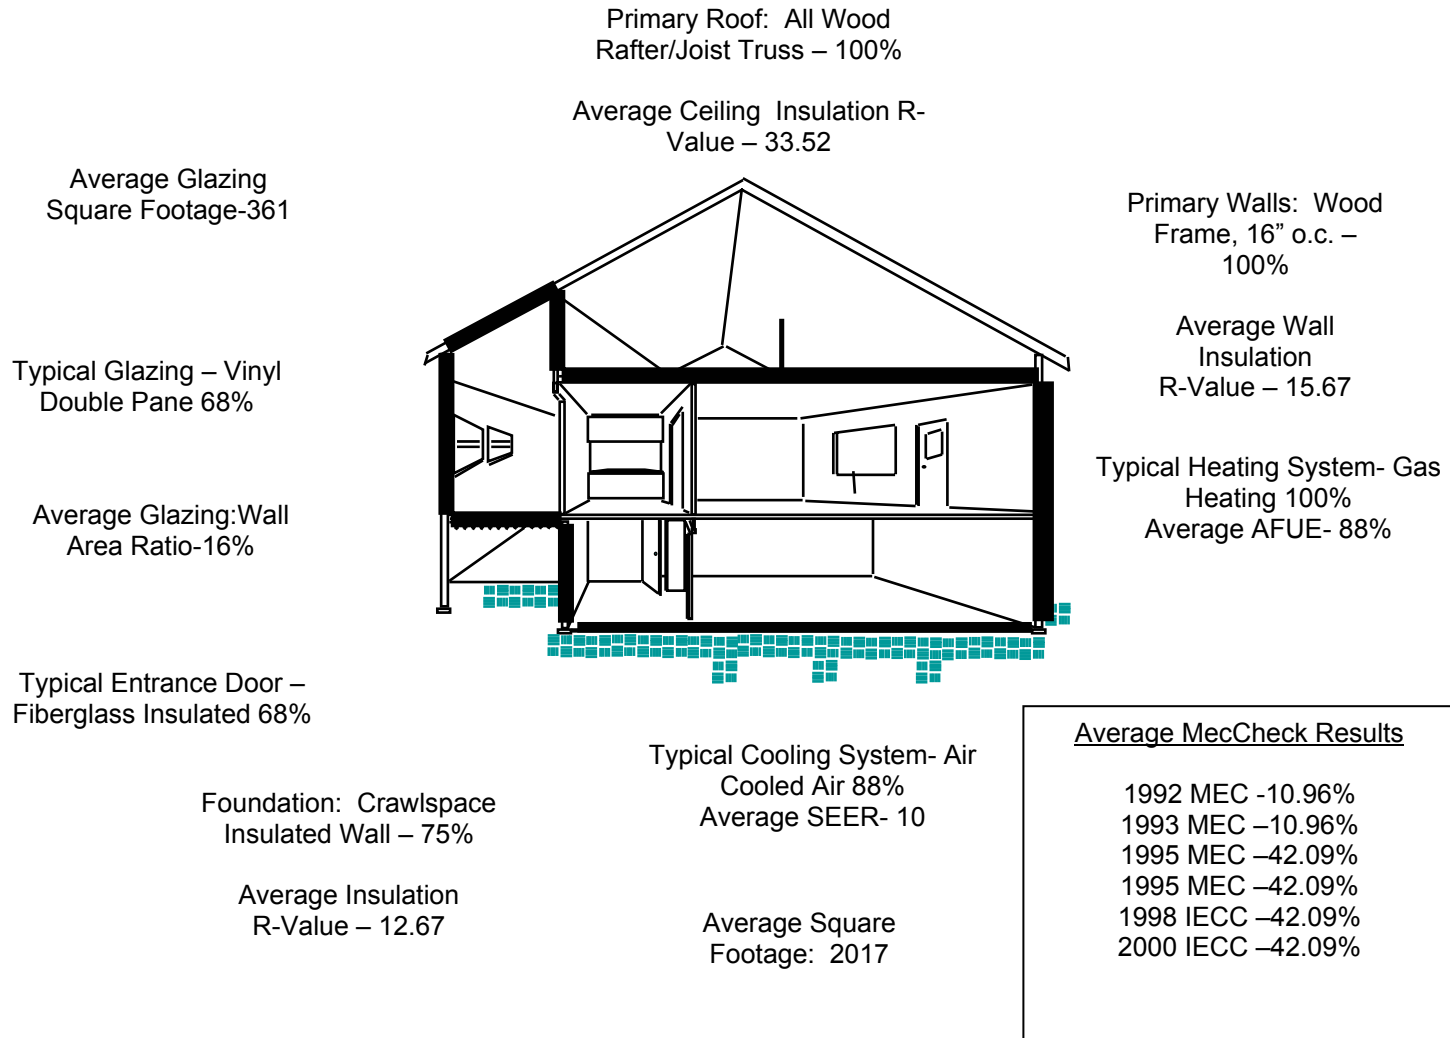 Primary Roof:  All Wood
Rafter/Joist Truss – 100%
Average Ceiling  Insulation R-
Value – 33.52
Average Glazing
Square Footage-361
Primary Walls:  Wood
Frame, 16” o.c. –
100%
Average Wall
Insulation
R-Value – 15.67
Typical Glazing – Vinyl
Double Pane 68%
Typical Heating System- Gas
Heating 100%
Average AFUE- 88%
Average Glazing:Wall
Area Ratio-16%
Typical Entrance Door –
Fiberglass Insulated 68%
Foundation:  Crawlspace
Insulated Wall – 75%
Average Insulation
R-Value – 12.67
Typical Cooling System- Air
Cooled Air 88%
Average SEER- 10
Average Square
Footage:  2017
Average MecCheck Results
1992 MEC -10.96%
1993 MEC –10.96%
1995 MEC –42.09%
1995 MEC –42.09%
1998 IECC –42.09%
2000 IECC –42.09%